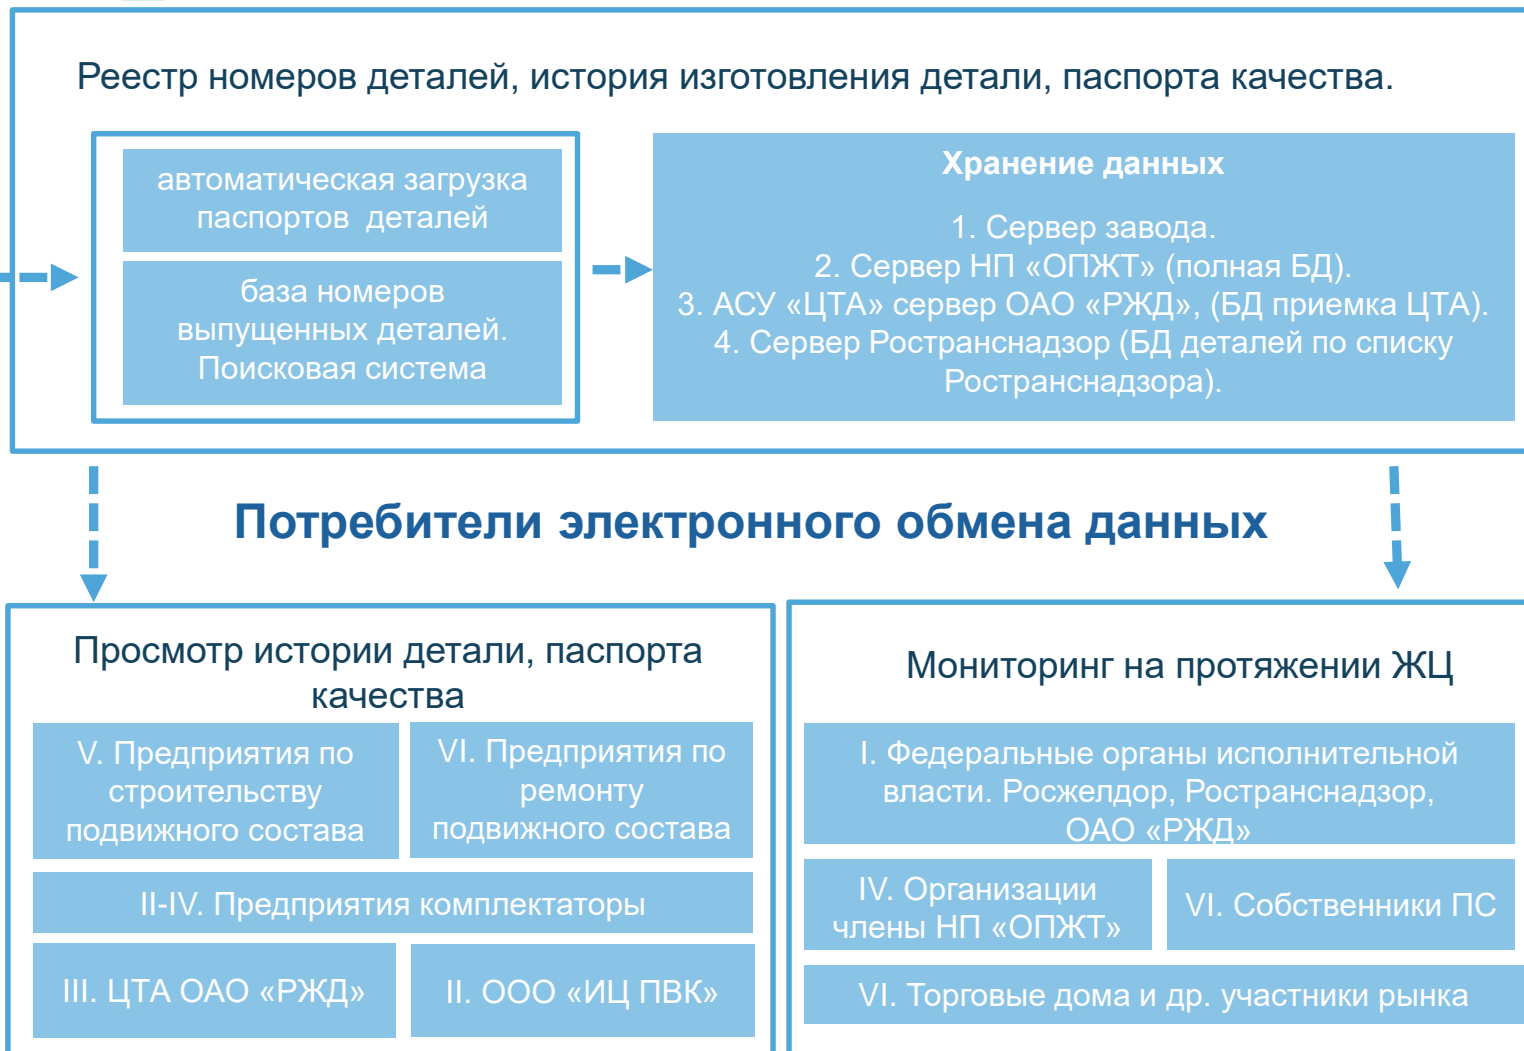 Реестр номеров деталей, история изготовления детали, паспорта качества.
автоматическая загрузка
паспортов деталей
база номеров
выпущенных деталей.
Поисковая система
Хранение данных
1. Сервер завода.
2. Сервер НП «ОПЖТ» (полная БД).
3. АСУ «ЦТА» сервер ОАО «РЖД», (БД приемка ЦТА).
4. Сервер Ространснадзор (БД деталей по списку
Ространснадзора).
Потребители электронного обмена данных
Просмотр истории детали, паспорта
качества
V. Предприятия по
строительству
подвижного состава
VI. Предприятия по
ремонту
подвижного состава
II-IV. Предприятия комплектаторы
III. ЦТА ОАО «РЖД»
II. ООО «ИЦ ПВК»
Мониторинг на протяжении ЖЦ
I. Федеральные органы исполнительной
власти. Росжелдор, Ространснадзор,
ОАО «РЖД»
IV. Организации
члены НП «ОПЖТ»
VI. Собственники ПС
VI. Торговые дома и др. участники рынка